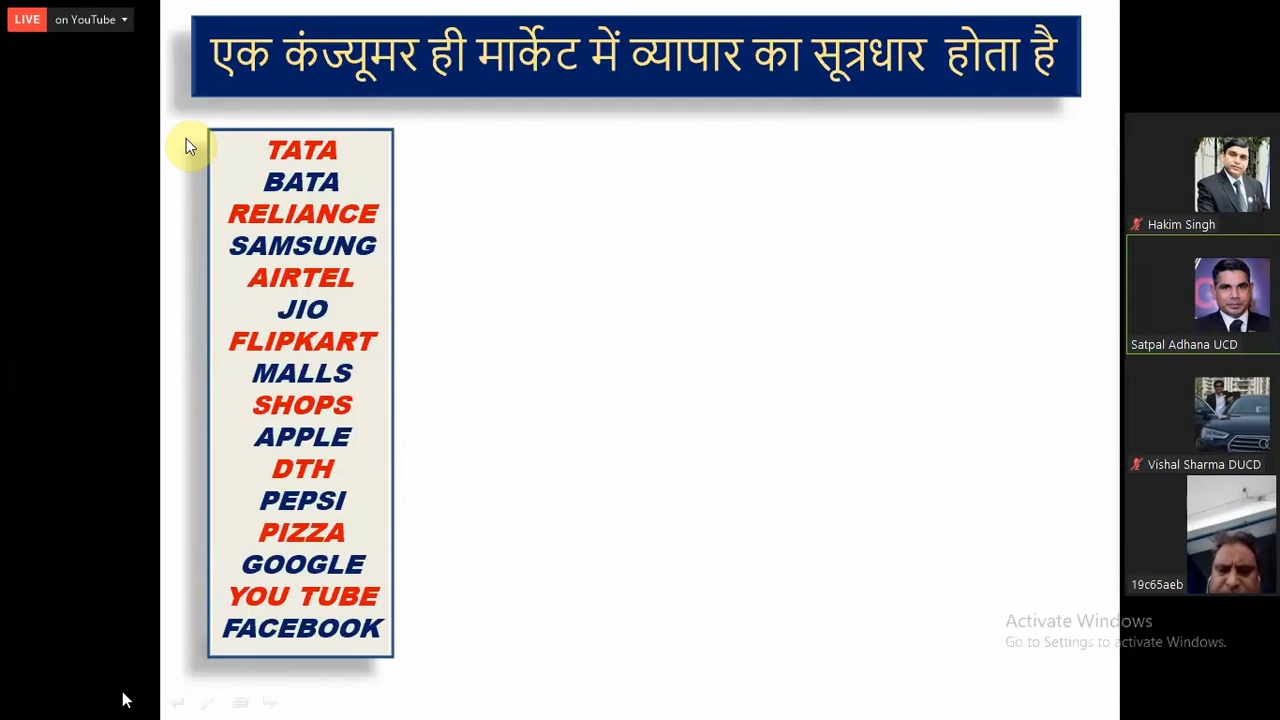 LIVE on YouTube
एक कंज्यूमर ही मार्केट में व्यापार का सूत्रधार होता है
TATA
BATA
RELIANCE
SAMSUNG
AIRTEL
JIO
FLIPKART
MALLS
SHOPS
APPLE
DTH
PEPSI
PIZZA
GOOGLE
YOU TUBE
FACEBOOK
Hakim Singh
Satpal Adhana UCD
Vishal Sharma DUCD
19c65aeb
Activate Windows
Go to Settings to activate Windows.